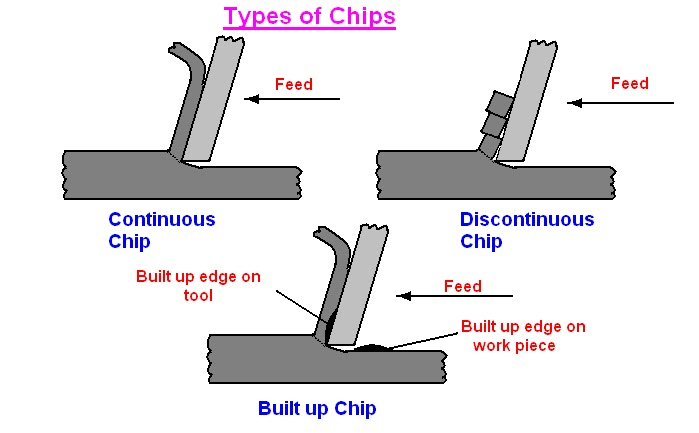 Types of Chips
Feed
Feed
Continuous
Chip
Discontinuous
Chip
Built up edge on
tool
Feed
Built up edge on
work piece
Built up Chip